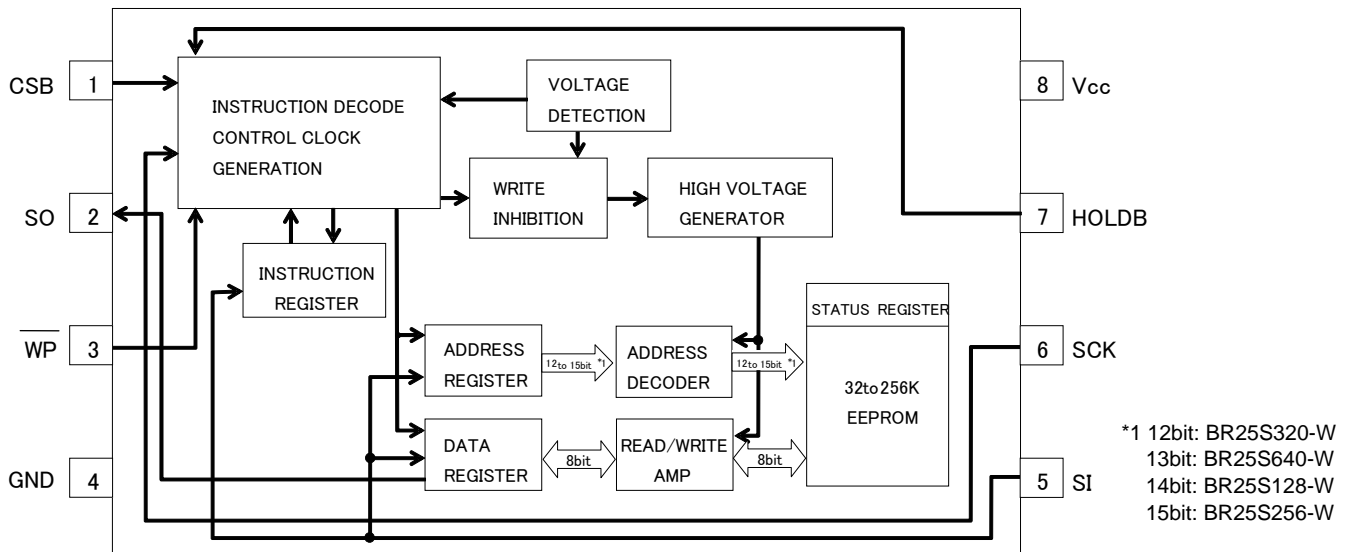 CSB
1
SO
2
WP
3
GND
4
INSTRUCTION DECODE
CONTROL CLOCK
GENERATION
VOLTAGE
DETECTION
WRITE
INHIBITION
HIGH VOLTAGE
GENERATOR
INSTRUCTION
REGISTER
ADDRESS
REGISTER
12to 15bit *1
ADDRESS
DECODER
12to 15bit *1
STATUS REGISTER
32to256K
EEPROM
DATA
REGISTER
8bit
READ/WRITE
AMP
8bit
8
Vcc
7
HOLDB
6
SCK
5
SI
*1 12bit: BR25S320-W
13bit: BR25S640-W
14bit: BR25S128-W
15bit: BR25S256-W